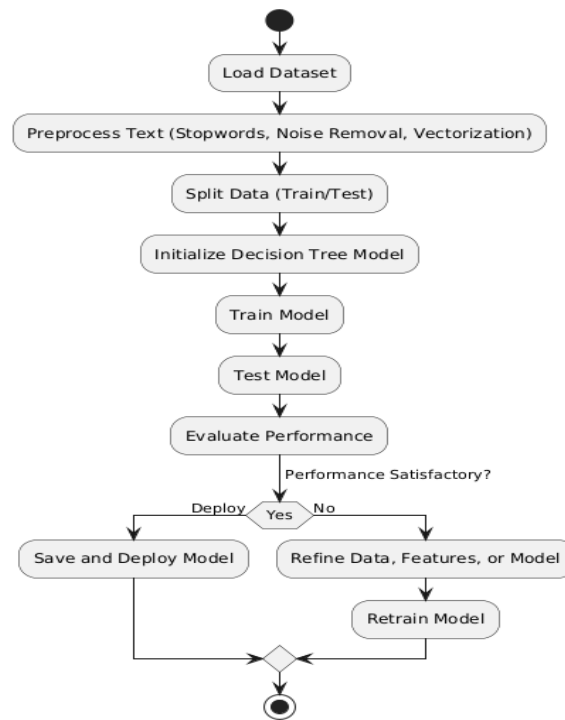 Load Dataset
Preprocess Text (Stopwords, Noise Removal, Vectorization)
Split Data (Train/Test)
Initialize Decision Tree Model
Train Model
Test Model
Evaluate Performance
Performance Satisfactory?
Deploy
Yes
No
Save and Deploy Model
Refine Data, Features, or Model
Retrain Model